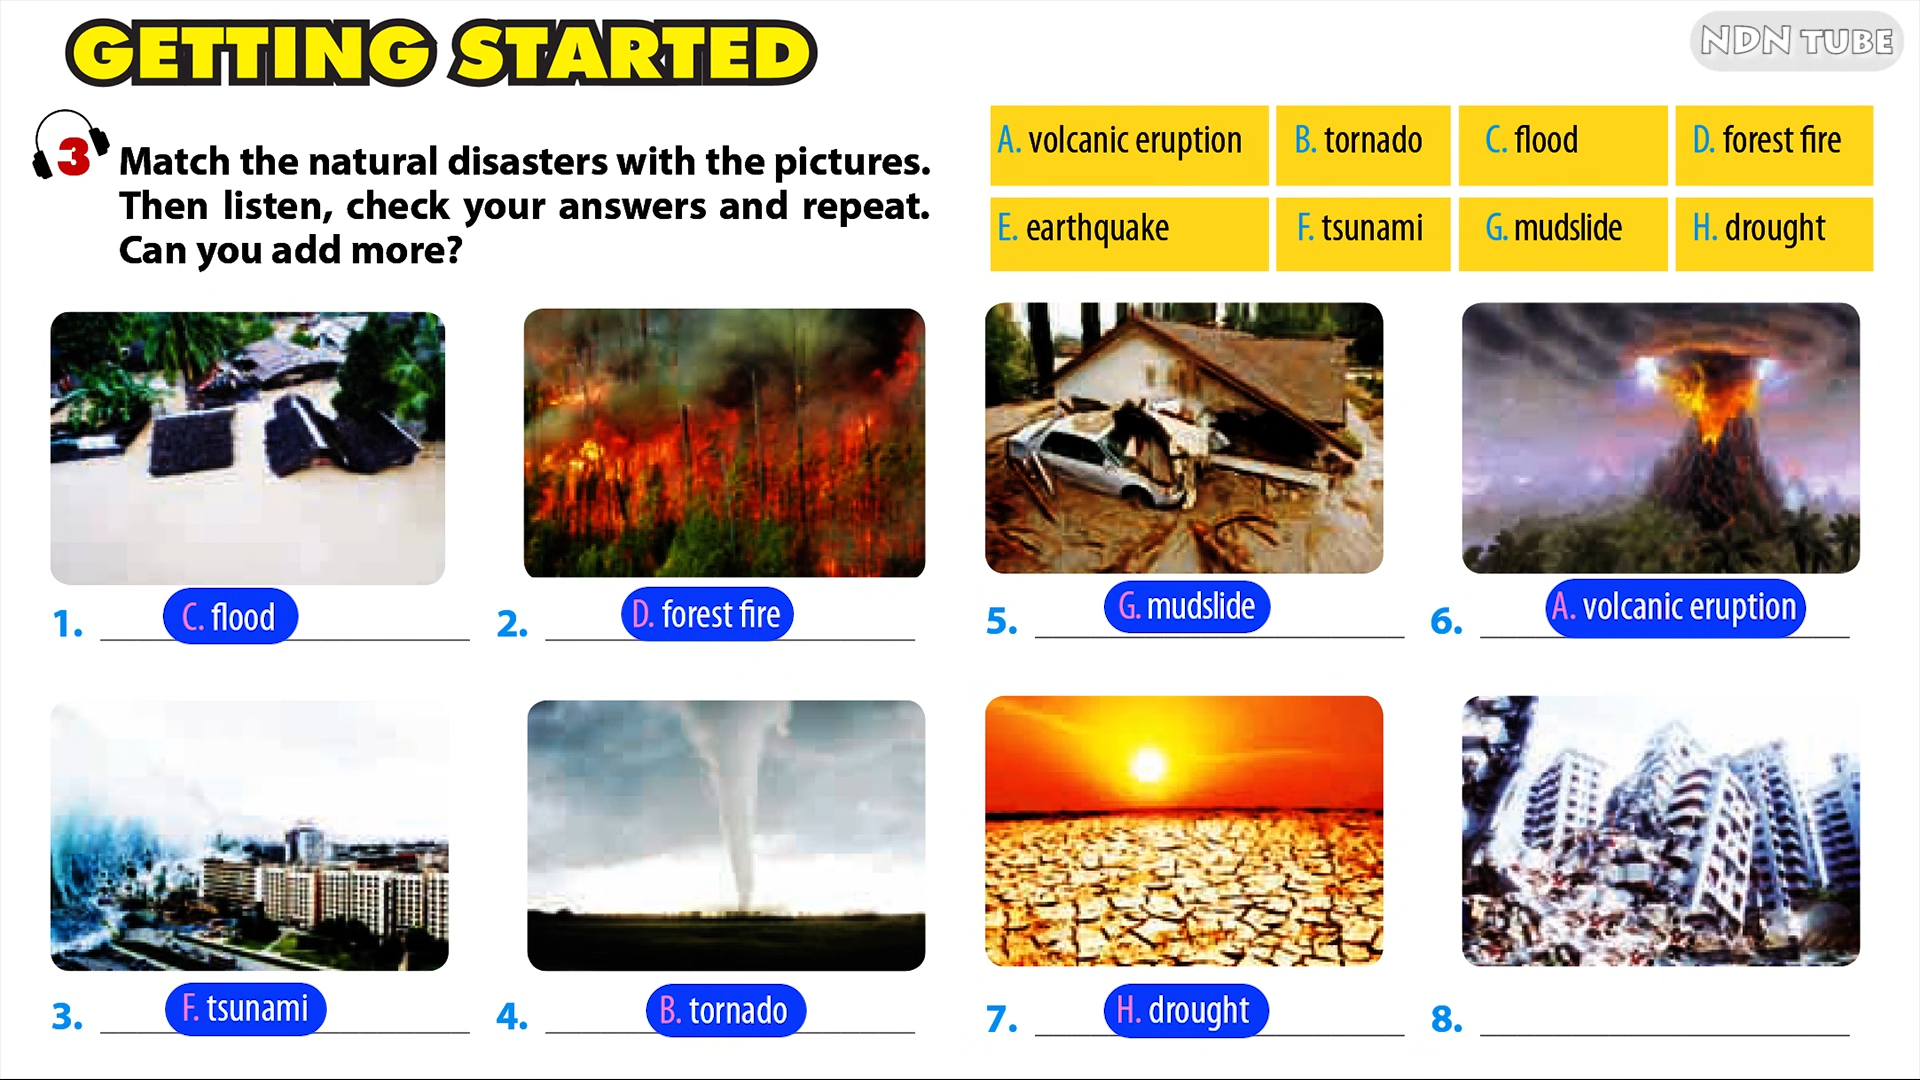 GETTING STARTED
NDN TUBE
3 Match the natural disasters with the pictures.
Then listen, check your answers and repeat.
Can you add more?
A. volcanic eruption
B. tornado
C. flood
D. forest fire
E. earthquake
F. tsunami
G. mudslide
H. drought
1. C. flood
2. D. forest fire
5. G. mudslide
6. A. volcanic eruption
3. F. tsunami
4. B. tornado
7. H. drought
8.